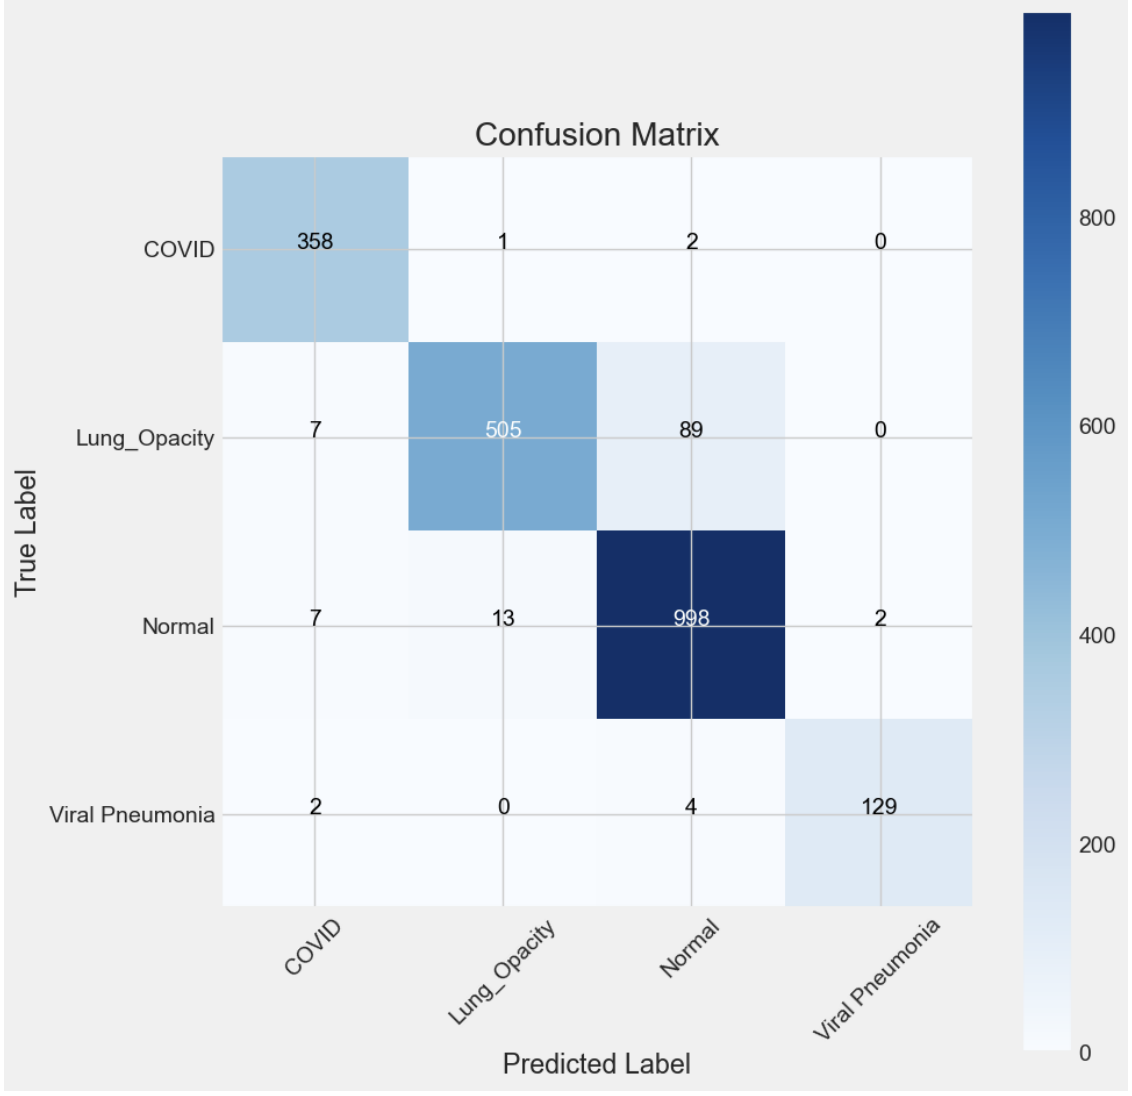 Confusion Matrix
True Label
COVID 358 1 2 0
Lung_Opacity 7 505 89 0
Normal 7 13 998 2
Viral Pneumonia 2 0 4 129
COVID Lung_Opacity Normal Viral Pneumonia
Predicted Label
800
600
400
200
0